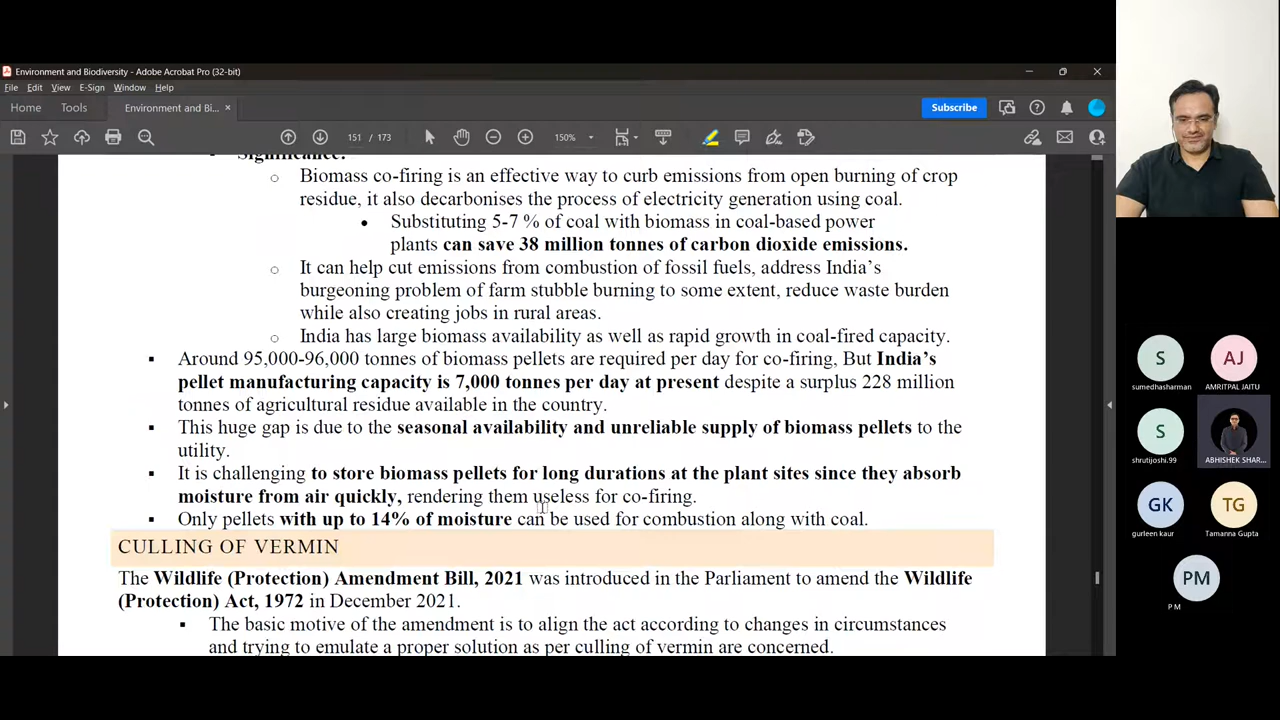 Environment and Biodiversity - Adobe Acrobat Pro (32-bit)
File Edit View E-Sign Window Help
Home Tools Environment and Bi... × Subscribe
151 / 173 150%
Significance:
Biomass co-firing is an effective way to curb emissions from open burning of crop
residue, it also decarbonises the process of electricity generation using coal.
Substituting 5-7 % of coal with biomass in coal-based power
plants can save 38 million tonnes of carbon dioxide emissions.
It can help cut emissions from combustion of fossil fuels, address India’s
burgeoning problem of farm stubble burning to some extent, reduce waste burden
while also creating jobs in rural areas.
India has large biomass availability as well as rapid growth in coal-fired capacity.
Around 95,000-96,000 tonnes of biomass pellets are required per day for co-firing, But India’s
pellet manufacturing capacity is 7,000 tonnes per day at present despite a surplus 228 million
tonnes of agricultural residue available in the country.
This huge gap is due to the seasonal availability and unreliable supply of biomass pellets to the
utility.
It is challenging to store biomass pellets for long durations at the plant sites since they absorb
moisture from air quickly, rendering them useless for co-firing.
Only pellets with up to 14% of moisture can be used for combustion along with coal.
CULLING OF VERMIN
The Wildlife (Protection) Amendment Bill, 2021 was introduced in the Parliament to amend the Wildlife
(Protection) Act, 1972 in December 2021.
The basic motive of the amendment is to align the act according to changes in circumstances
and trying to emulate a proper solution as per culling of vermin are concerned.
S AJ
sumedhasharman AMRITPAL JAITU
S
shrutijoshi.99 ABHISHEK SHAR...
GK TG
gurleen kaur Tamanna Gupta
PM
P M